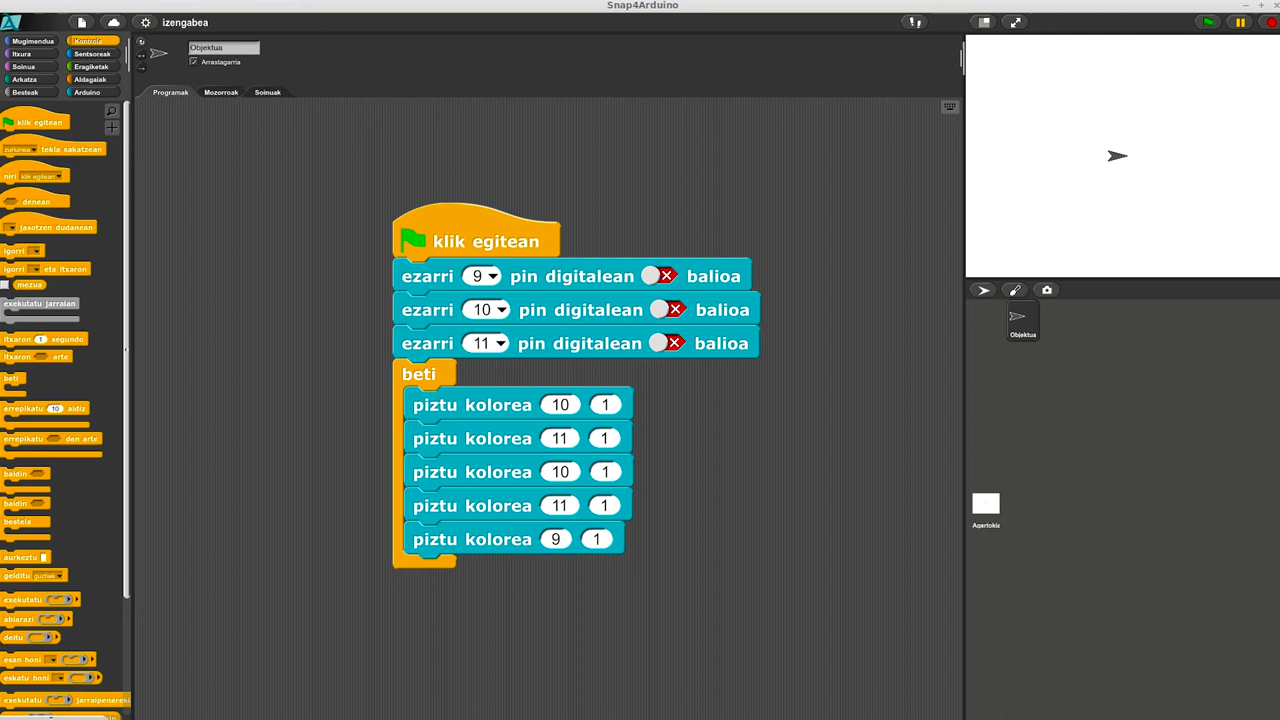 Snap4Arduino
izengabea
Mugimendua
Kontrola
Itxura
Sentsoreak
Soinua
Eragiketak
Arkatza
Aldagaiak
Besteak
Arduino
Objektua
Arrastagarria
Programak
Mozorroak
Soinuak
klik egitean
zuriunea tekla sakatzean
niri klik egitean
denean
jasotzen dudanean
igorri
igorri eta itxaron
mezua
exekutatu jarraian
itxaron 1 segundo
itxaron arte
beti
errepikatu 10 aldiz
errepikatu den arte
baldin
baldin
bestela
aurkeztu
gelditu guztiak
exekutatu
abiarazi
deitu
esan honi
eskatu honi
klik egitean
ezarri 9 pin digitalean balioa
ezarri 10 pin digitalean balioa
ezarri 11 pin digitalean balioa
beti
piztu kolorea 10 1
piztu kolorea 11 1
piztu kolorea 10 1
piztu kolorea 11 1
piztu kolorea 9 1
Objektua
Agertokia